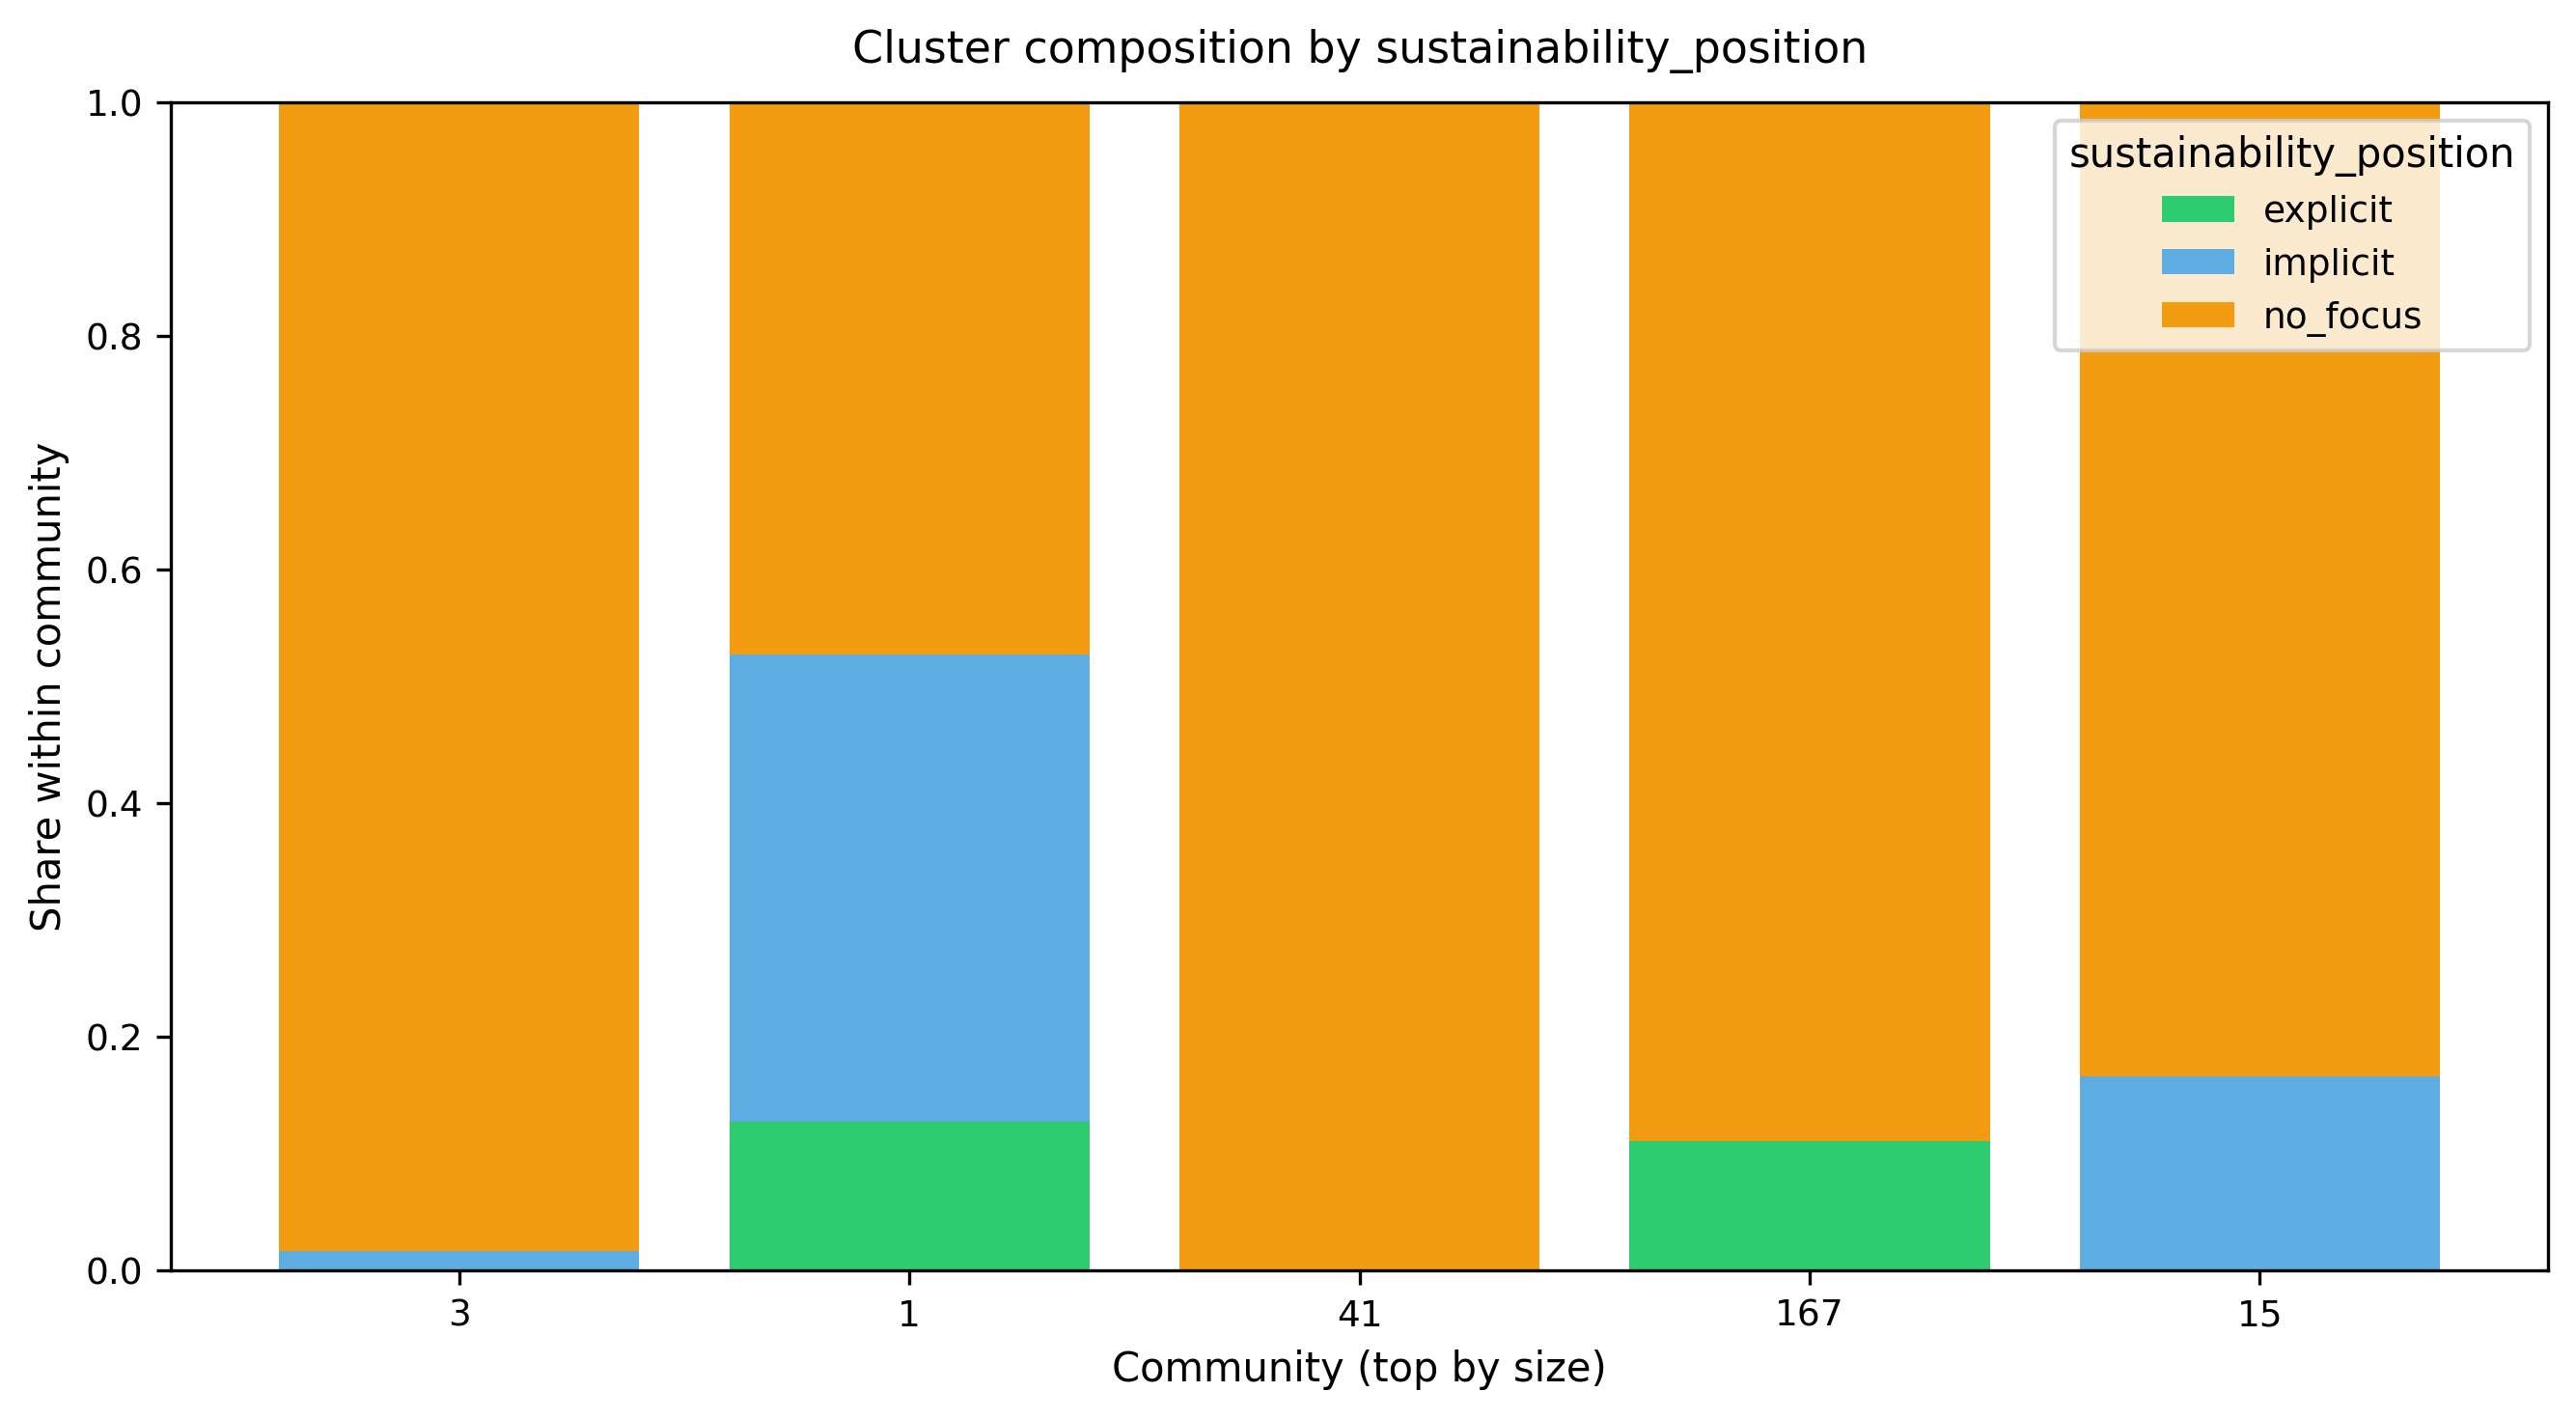 Cluster composition by sustainability_position
1.0
0.8
0.6
0.4
0.2
0.0
Share within community
sustainability_position
explicit
implicit
no_focus
3
1
41
167
15
Community (top by size)